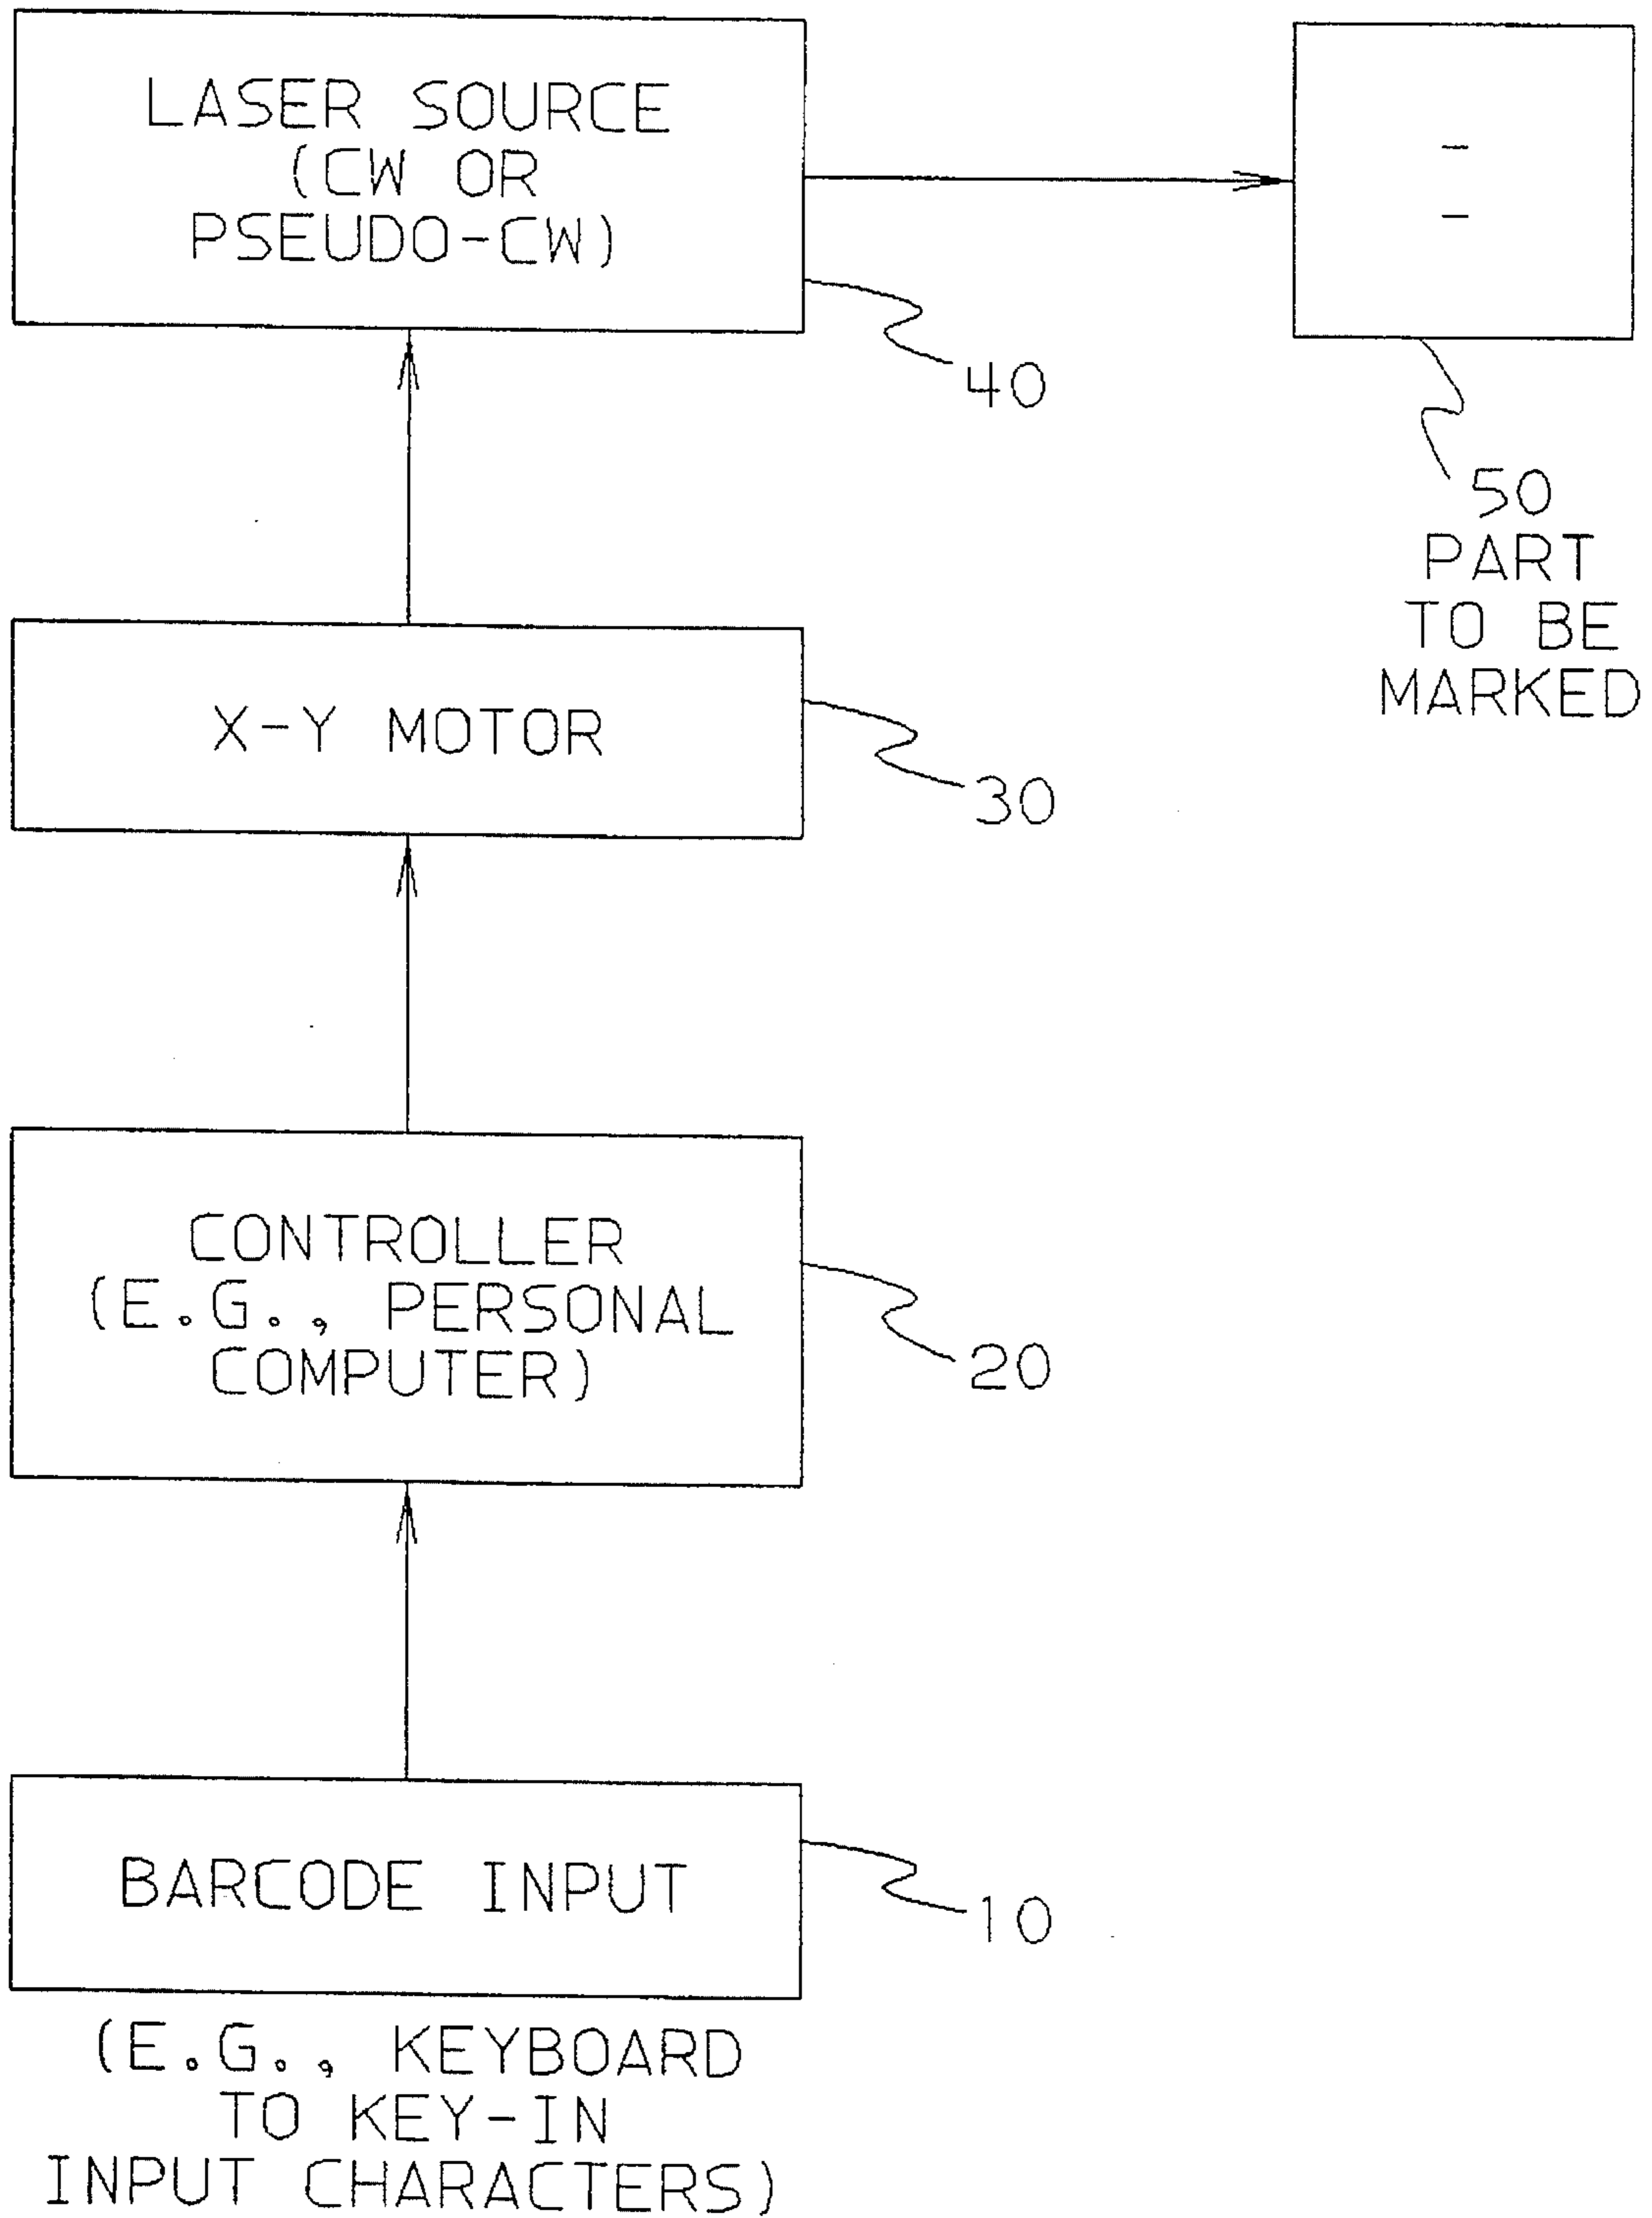 LASER SOURCE
(CW OR
PSEUDO-CW)
40
50
PART
TO BE
MARKED
X-Y MOTOR
30
CONTROLLER
(E.G., PERSONAL
COMPUTER)
20
BARCODE INPUT
10
(E.G., KEYBOARD
TO KEY-IN
INPUT CHARACTERS)